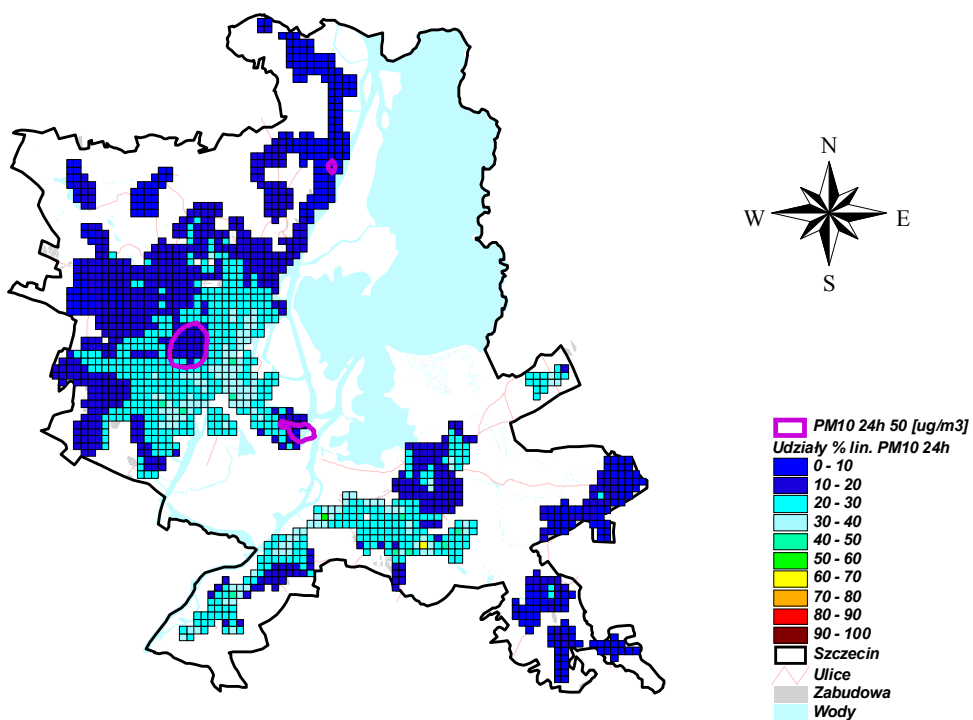 N
W E
S
PM10 24h 50 [ug/m3]
Udziały % lin. PM10 24h
0 - 10
10 - 20
20 - 30
30 - 40
40 - 50
50 - 60
60 - 70
70 - 80
80 - 90
90 - 100
Szczecin
Ulice
Zabudowa
Wody